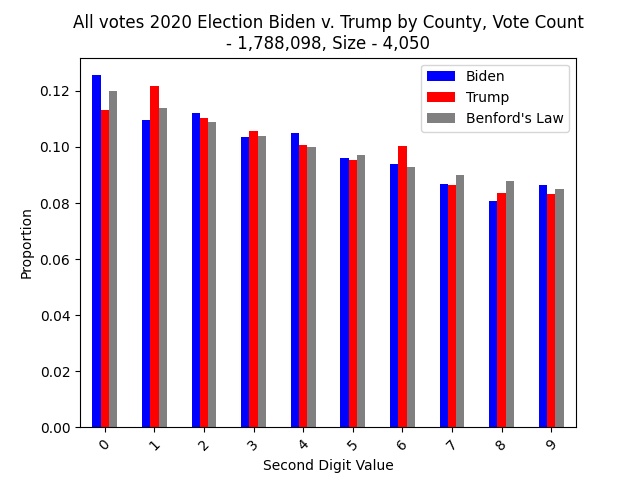 All votes 2020 Election Biden v. Trump by County, Vote Count
- 1,788,098, Size - 4,050
Biden
Trump
Benford's Law
0.12
0.10
0.08
0.06
0.04
0.02
0.00
Proportion
0 1 2 3 4 5 6 7 8 9
Second Digit Value